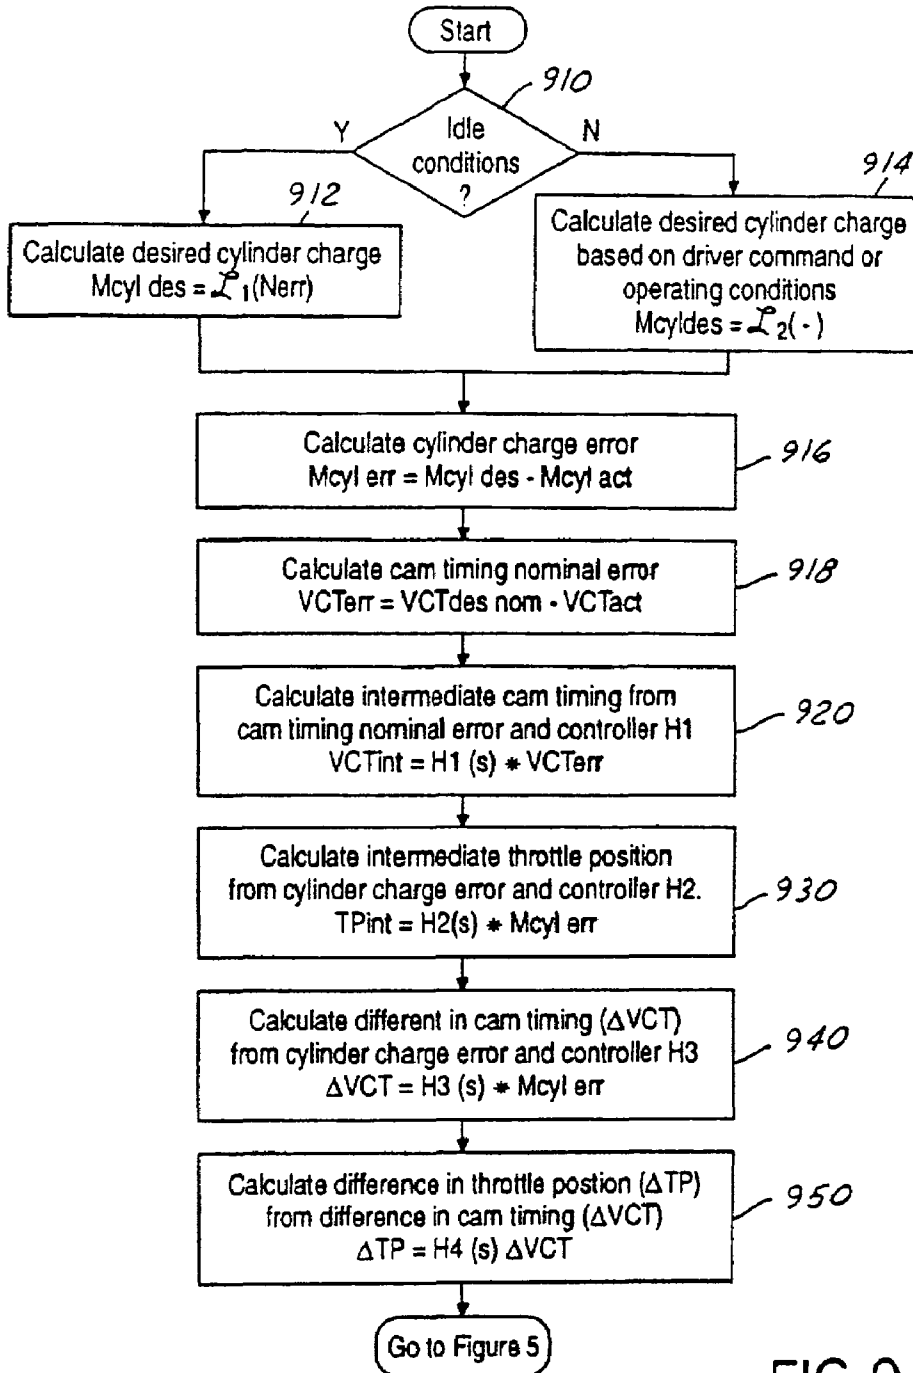 Start
910
Idle
conditions
?
Y
N
912
Calculate desired cylinder charge
Mcyl des = ℒ1(Nerr)
914
Calculate desired cylinder charge
based on driver command or
operating conditions
Mcyldes = ℒ2(·)
Calculate cylinder charge error
Mcyl err = Mcyl des - Mcyl act
916
Calculate cam timing nominal error
VCTerr = VCTdes nom - VCTact
918
Calculate intermediate cam timing from
cam timing nominal error and controller H1
VCTint = H1 (s) * VCTerr
920
Calculate intermediate throttle position
from cylinder charge error and controller H2.
TPint = H2(s) * Mcyl err
930
Calculate different in cam timing (ΔVCT)
from cylinder charge error and controller H3
ΔVCT = H3 (s) * Mcyl err
940
Calculate difference in throttle postion (ΔTP)
from difference in cam timing (ΔVCT)
ΔTP = H4 (s) ΔVCT
950
Go to Figure 5